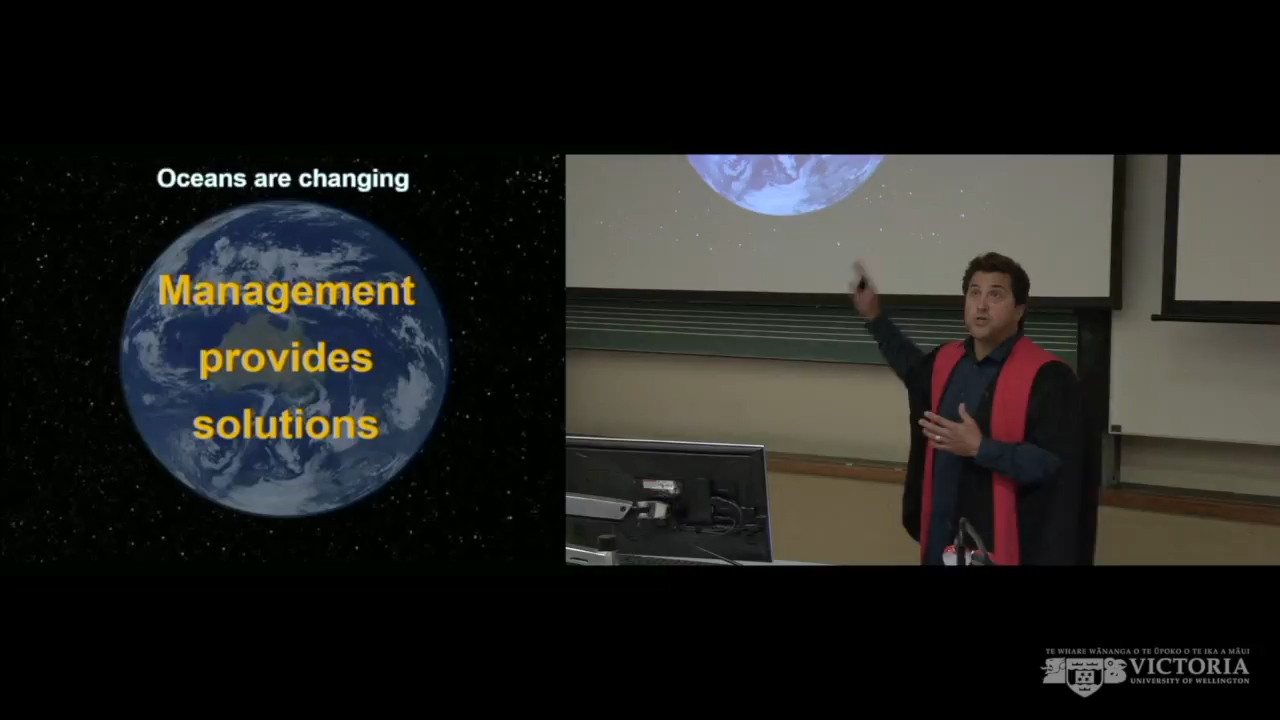 Oceans are changing
Management
provides
solutions
TE WHARE WĀNANGA O TE ŪPOKO O TE IKA A MĀUI
VICTORIA
UNIVERSITY OF WELLINGTON